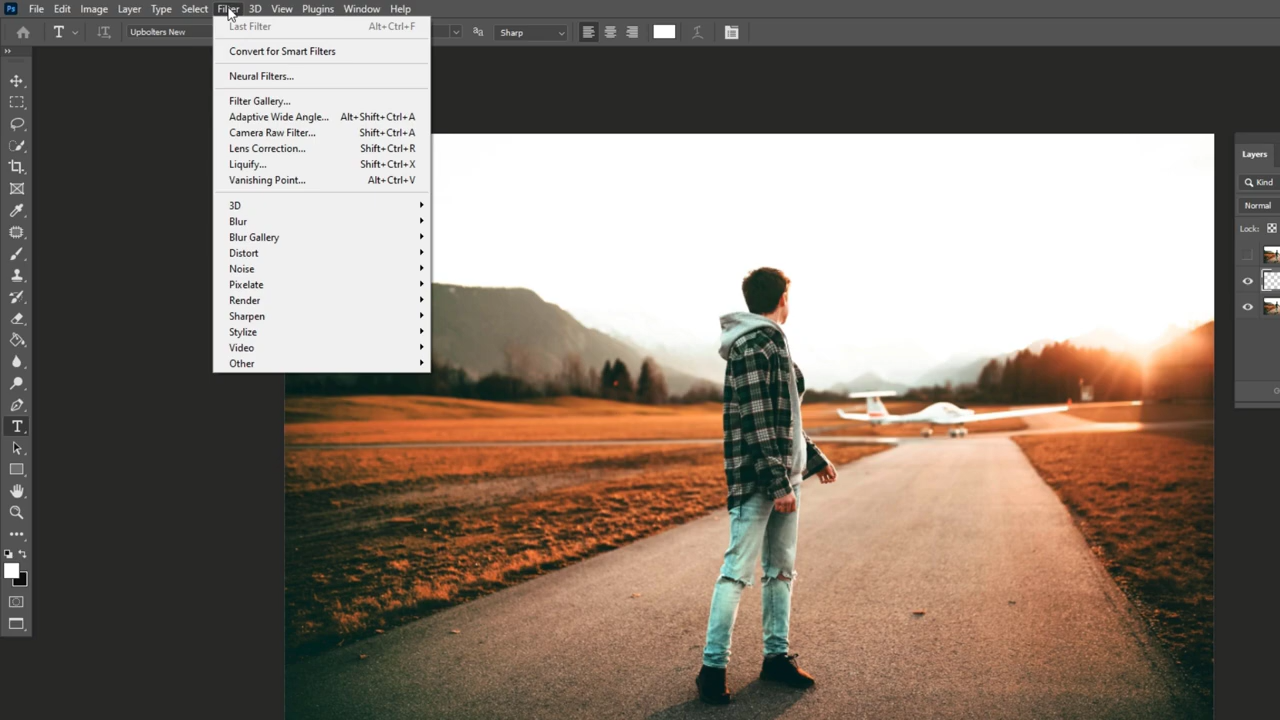 Ps File Edit Image Layer Type Select Filter 3D View Plugins Window Help
T Upbolters New aa Sharp
Last Filter Alt+Ctrl+F
Convert for Smart Filters
Neural Filters...
Filter Gallery...
Adaptive Wide Angle... Alt+Shift+Ctrl+A
Camera Raw Filter... Shift+Ctrl+A
Lens Correction... Shift+Ctrl+R
Liquify... Shift+Ctrl+X
Vanishing Point... Alt+Ctrl+V
3D
Blur
Blur Gallery
Distort
Noise
Pixelate
Render
Sharpen
Stylize
Video
Other
Layers
Kind
Normal
Lock: